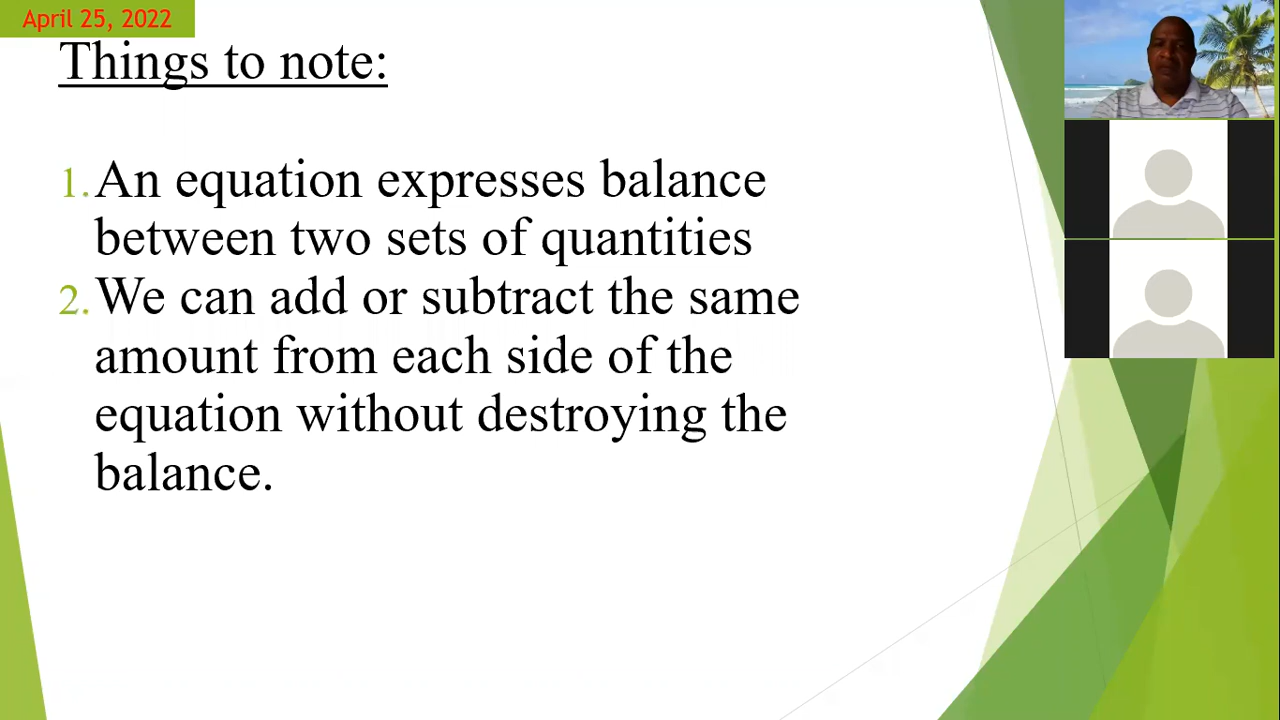 April 25, 2022
Things to note:
1. An equation expresses balance
between two sets of quantities
2. We can add or subtract the same
amount from each side of the
equation without destroying the
balance.